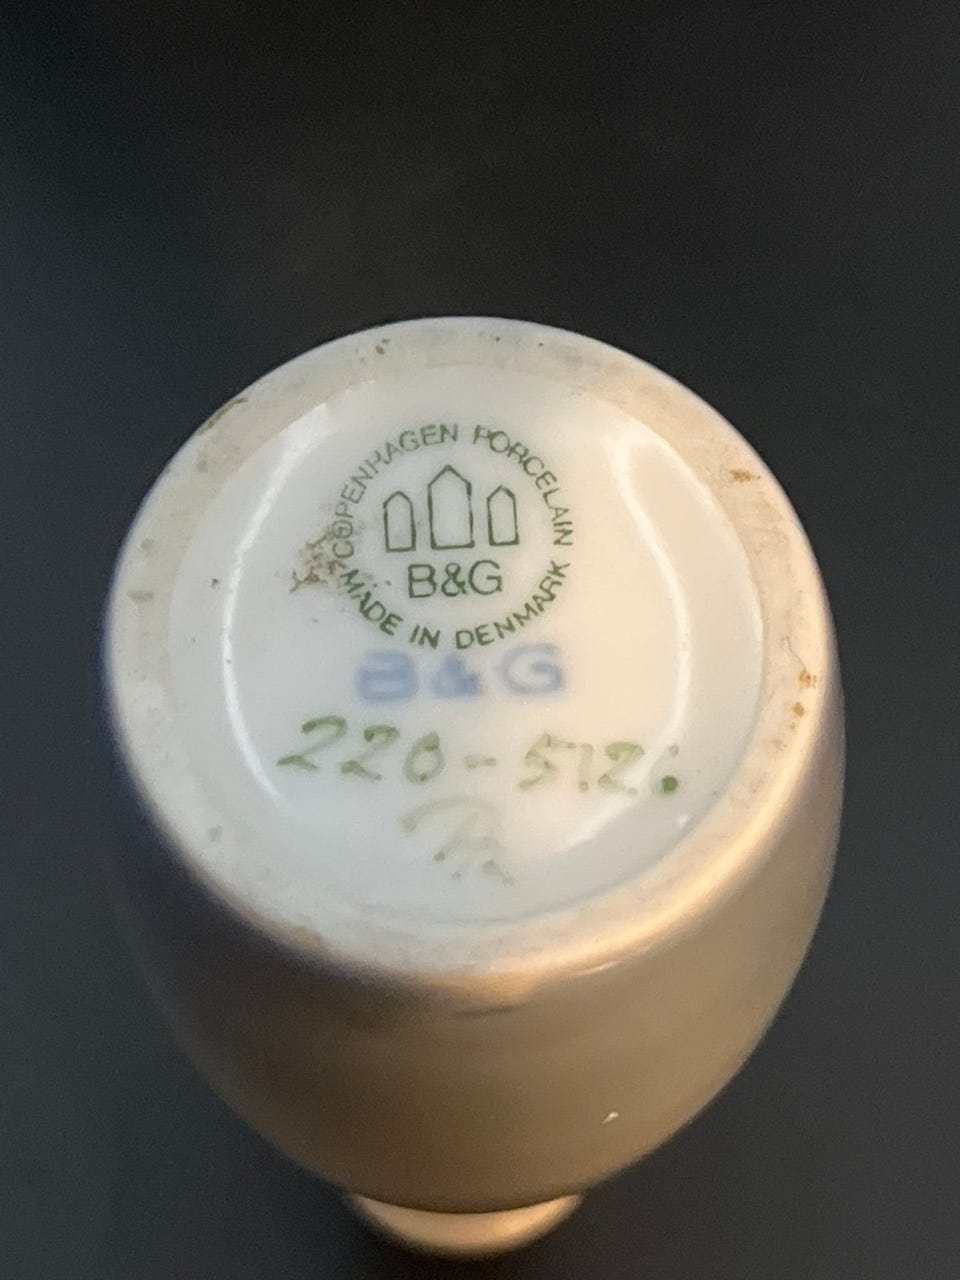 COPENHAGEN PORCELAIN
B&G
MADE IN DENMARK
B&G
220-5126